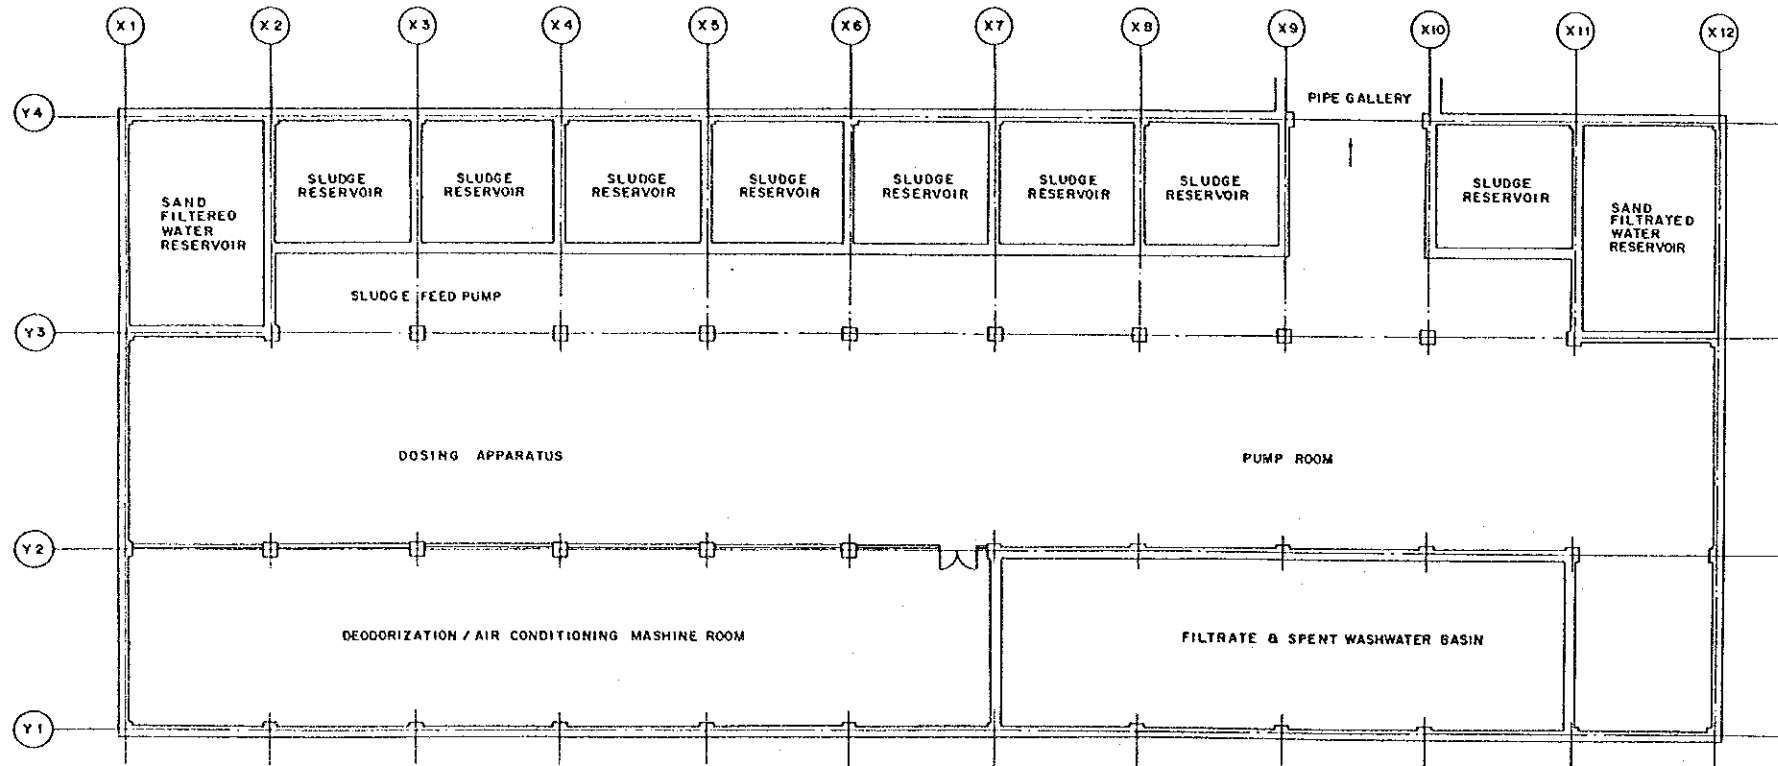 X1 X2 X3 X4 X5 X6 X7 X8 X9 X10 X11 X12
Y4
PIPE GALLERY
SAND
FILTERED
WATER
RESERVOIR
SLUDGE
RESERVOIR
SLUDGE
RESERVOIR
SLUDGE
RESERVOIR
SLUDGE
RESERVOIR
SLUDGE
RESERVOIR
SLUDGE
RESERVOIR
SLUDGE
RESERVOIR
SLUDGE
RESERVOIR
SAND
FILTRATED
WATER
RESERVOIR
SLUDGE FEED PUMP
Y3
DOSING APPARATUS
PUMP ROOM
Y2
DEODORIZATION / AIR CONDITIONING MASHINE ROOM
FILTRATE & SPENT WASHWATER BASIN
Y1